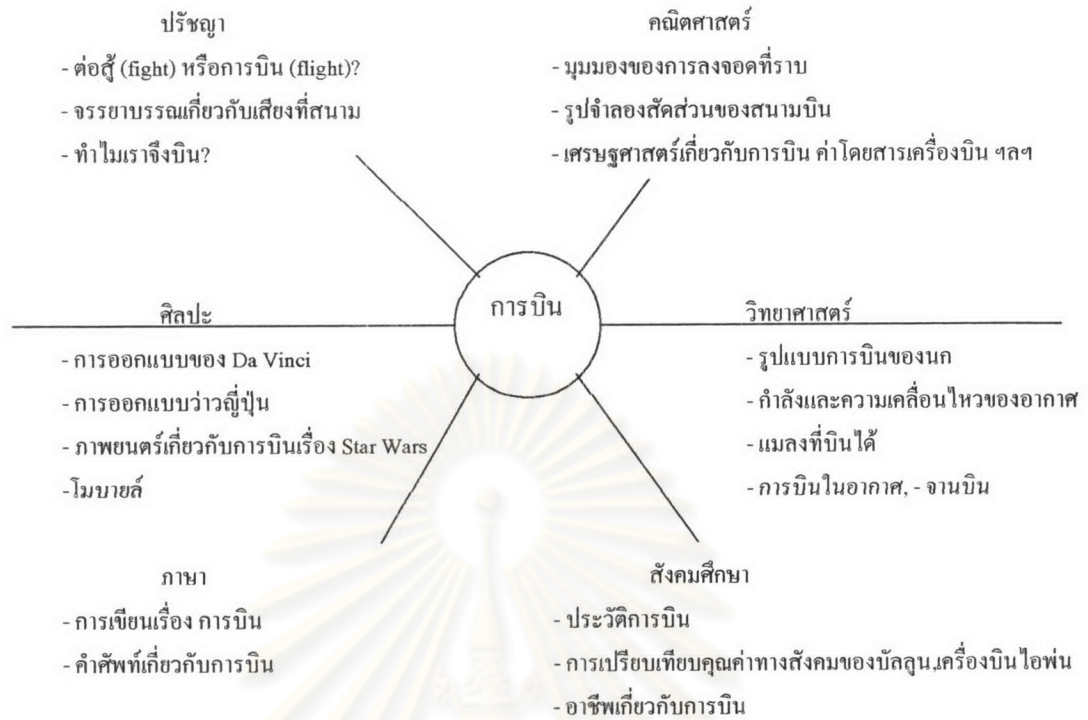 ปรัชญา
- ต่อสู้ (fight) หรือการบิน (flight)?
- จรรยาบรรณเกี่ยวกับเสียงที่สนาม
- ทำไมเราจึงบิน?
คณิตศาสตร์
- มุมมองของการลงจอดที่ราบ
- รูปจำลองสัดส่วนของสนามบิน
- เศรษฐศาสตร์เกี่ยวกับการบิน ค่าโดยสารเครื่องบิน ฯลฯ
การบิน
ศิลปะ
- การออกแบบของ Da Vinci
- การออกแบบว่าวญี่ปุ่น
- ภาพยนตร์เกี่ยวกับการบินเรื่อง Star Wars
-โมบายล์
วิทยาศาสตร์
- รูปแบบการบินของนก
- กำลังและความเคลื่อนไหวของอากาศ
- แมลงที่บินได้
- การบินในอากาศ, - จานบิน
ภาษา
- การเขียนเรื่อง การบิน
- คำศัพท์เกี่ยวกับการบิน
สังคมศึกษา
- ประวัติการบิน
- การเปรียบเทียบคุณค่าทางสังคมของบัลลูน,เครื่องบินไอพ่น
- อาชีพเกี่ยวกับการบิน